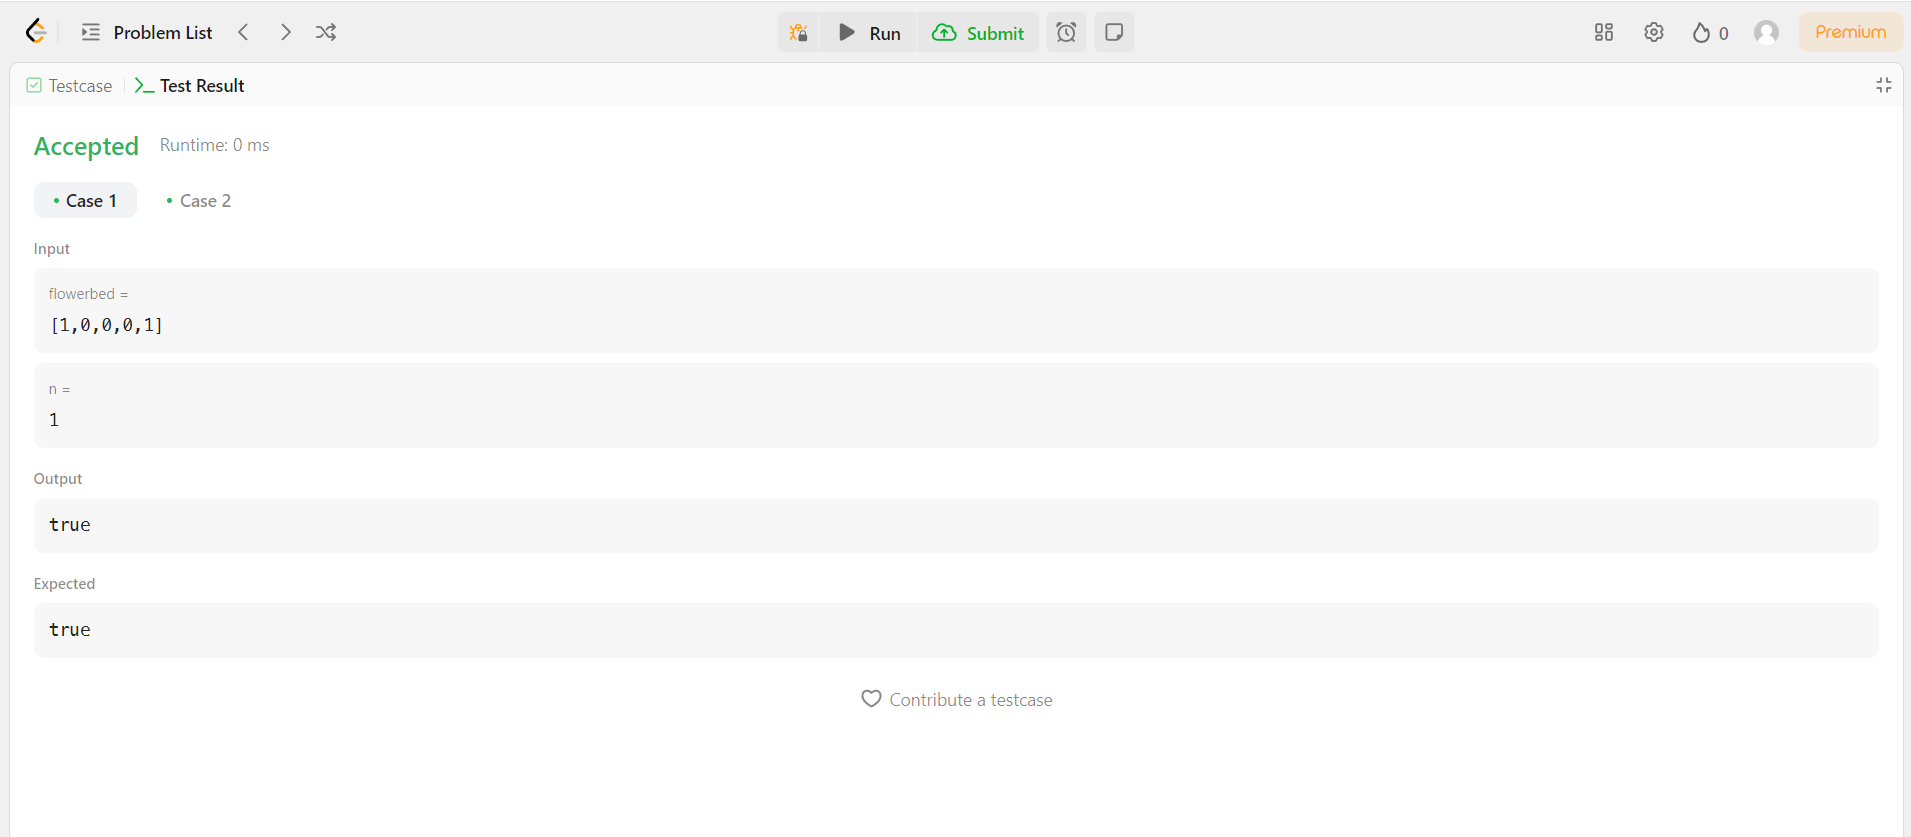 Problem List
Run
Submit
0
Premium
Testcase
Test Result
Accepted
Runtime: 0 ms
Case 1
Case 2
Input
flowerbed =
[1,0,0,0,1]
n =
1
Output
true
Expected
true
Contribute a testcase